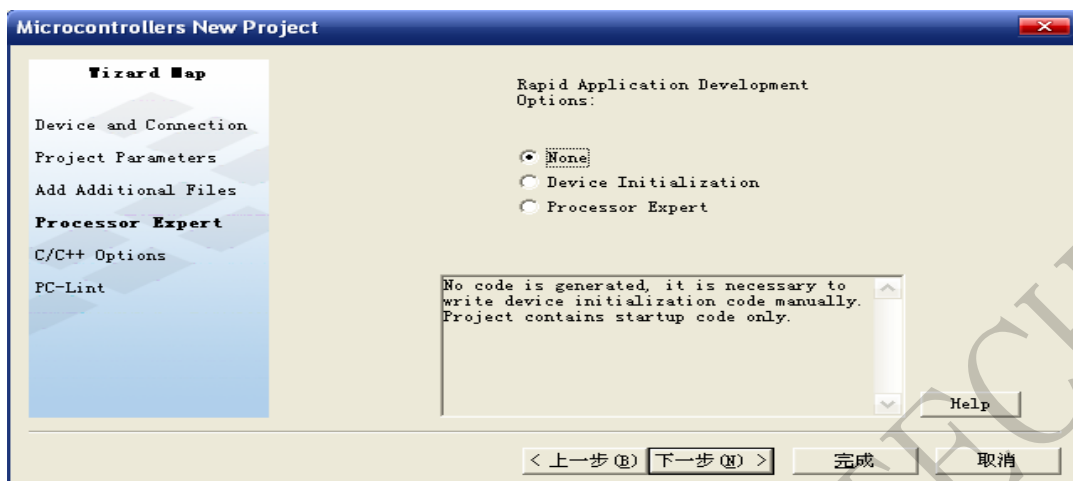 Microcontrollers New Project
Wizard Map
Device and Connection
Project Parameters
Add Additional Files
Processor Expert
C/C++ Options
PC-Lint
Rapid Application Development
Options:
None
Device Initialization
Processor Expert
No code is generated, it is necessary to
write device initialization code manually.
Project contains startup code only.
Help
< 上一步(B) 下一步(N) > 完成 取消